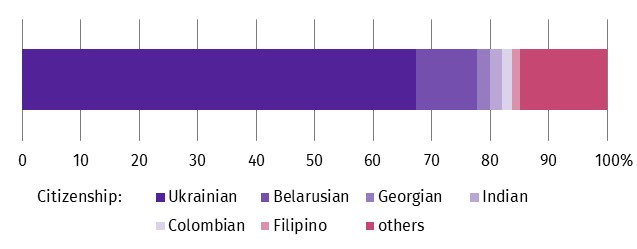 0 10 20 30 40 50 60 70 80 90 100%
Citizenship: Ukrainian Belarusian Georgian Indian
Colombian Filipino others